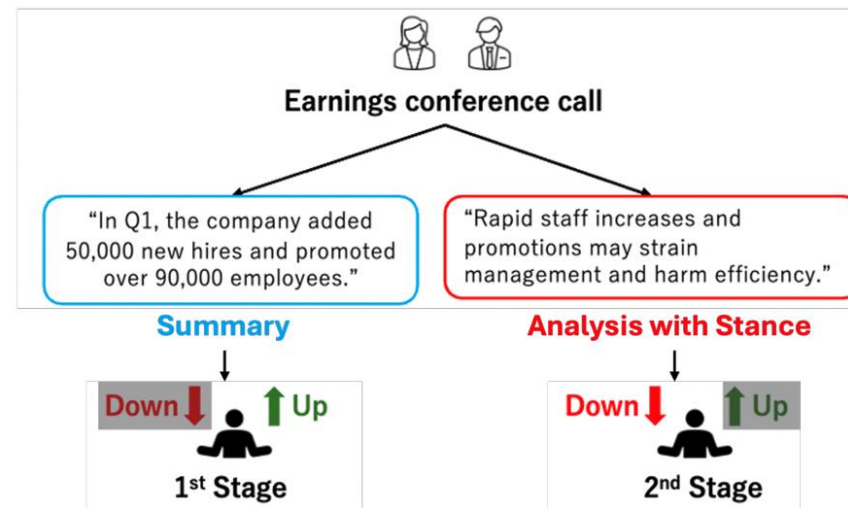 Earnings conference call
“In Q1, the company added
50,000 new hires and promoted
over 90,000 employees.”
“Rapid staff increases and
promotions may strain
management and harm efficiency.”
Summary
Analysis with Stance
Down Up
1st Stage
Down Up
2nd Stage